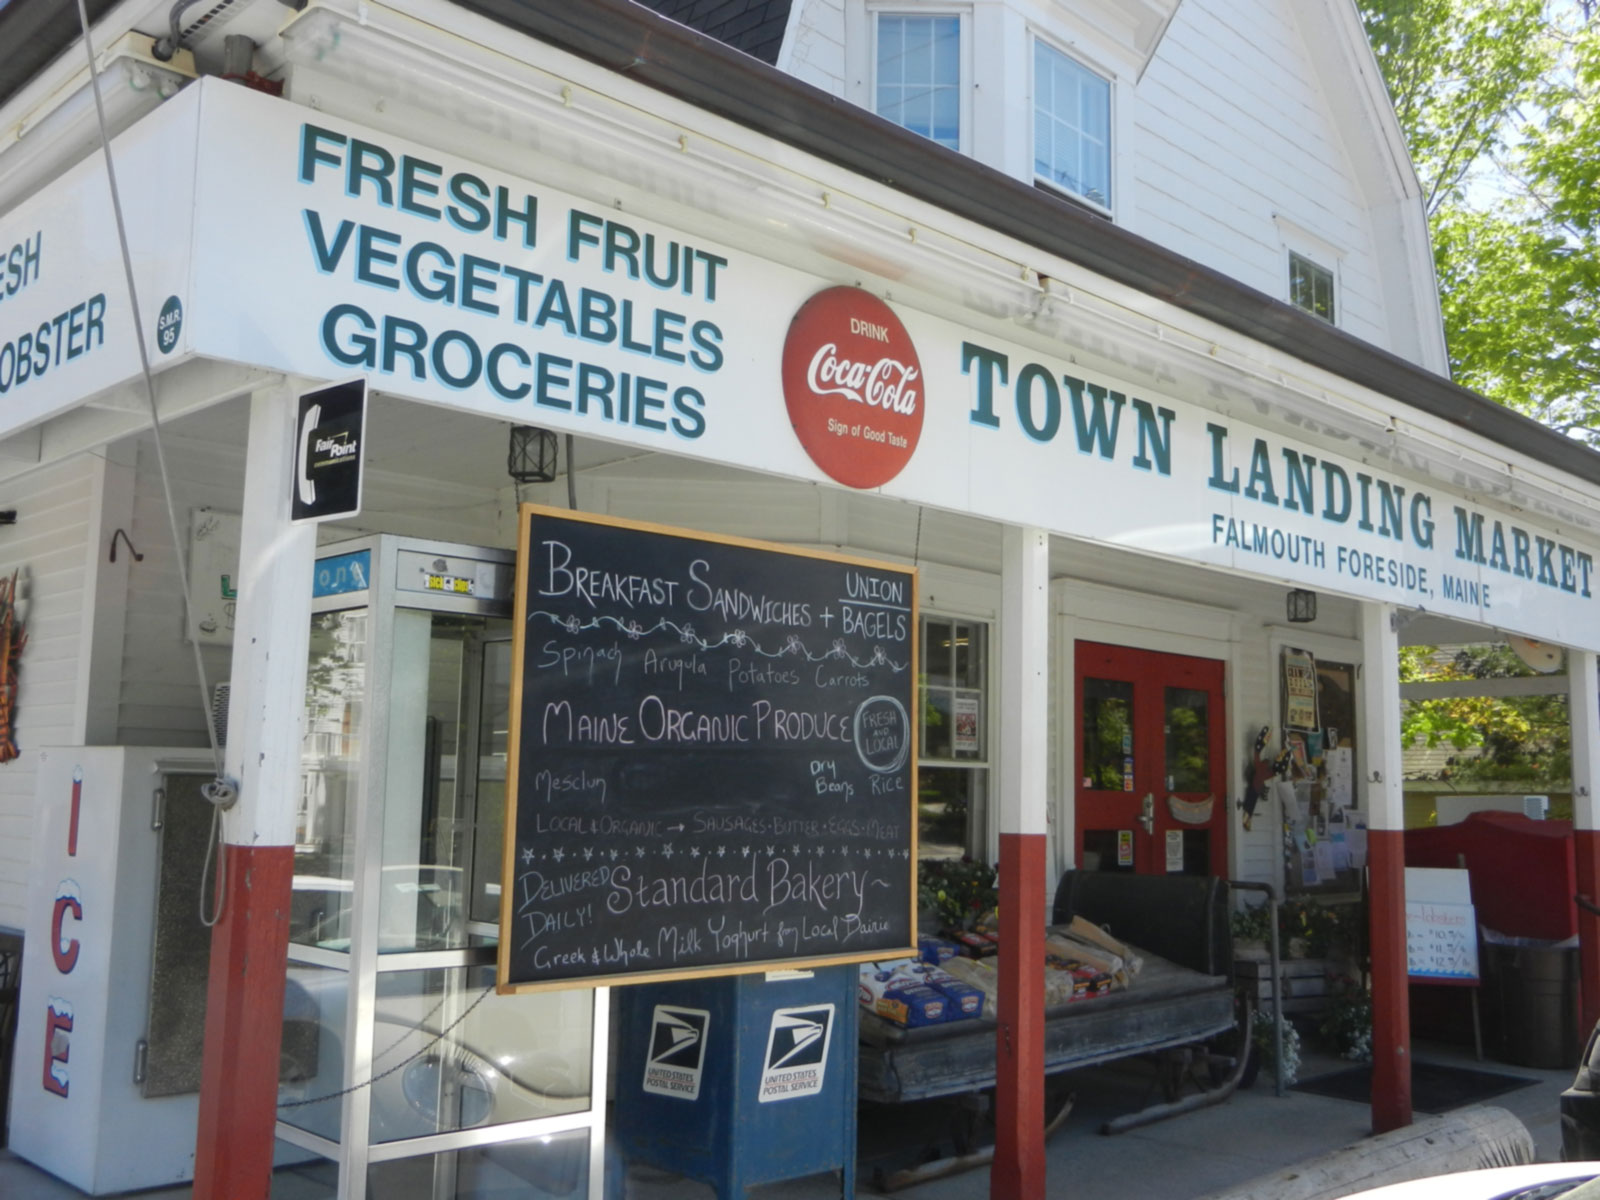 FRESH FRUIT
VEGETABLES
GROCERIES
DRINK
Coca-Cola
Sign of Good Taste
TOWN LANDING MARKET
FALMOUTH FORESIDE, MAINE
ESH
OBSTER
S.M.R.
95
FairPoint
communications
BREAKFAST SANDWICHES + UNION
BAGELS
Spinach Arugula Potatoes Carrots
MAINE ORGANIC PRODUCE
FRESH
AND
LOCAL
Mesclun
Dry
Beans
RICE
LOCAL & ORGANIC → SAUSAGES · BUTTER · EGGS · MEAT
DELIVERED
DAILY!
Standard Bakery ~
Greek & Whole Milk Yoghurt from Local Dairie
ICE
UNITED STATES
POSTAL SERVICE
UNITED STATES
POSTAL SERVICE
lobsters